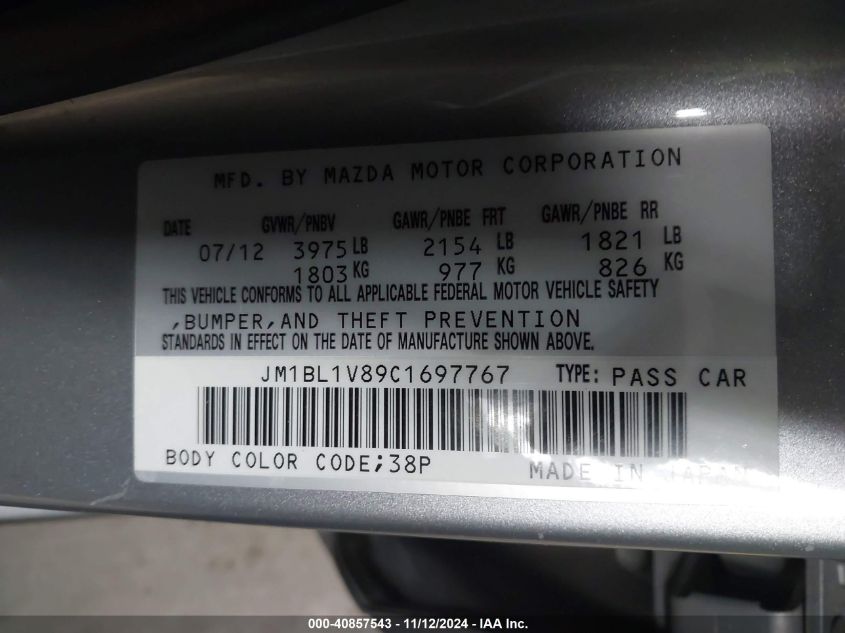 MFD. BY MAZDA MOTOR CORPORATION
DATE GVWR/PNBV GAWR/PNBE FRT GAWR/PNBE RR
07/12 3975 LB 2154 LB 1821 LB
1803 KG 977 KG 826 KG
THIS VEHICLE CONFORMS TO ALL APPLICABLE FEDERAL MOTOR VEHICLE SAFETY
,BUMPER,AND THEFT PREVENTION
STANDARDS IN EFFECT ON THE DATE OF MANUFACTURE SHOWN ABOVE.
JM1BL1V89C1697767 TYPE: PASS CAR
BODY COLOR CODE;38P MADE IN JAPAN
000-40857543 - 11/12/2024 - IAA Inc.